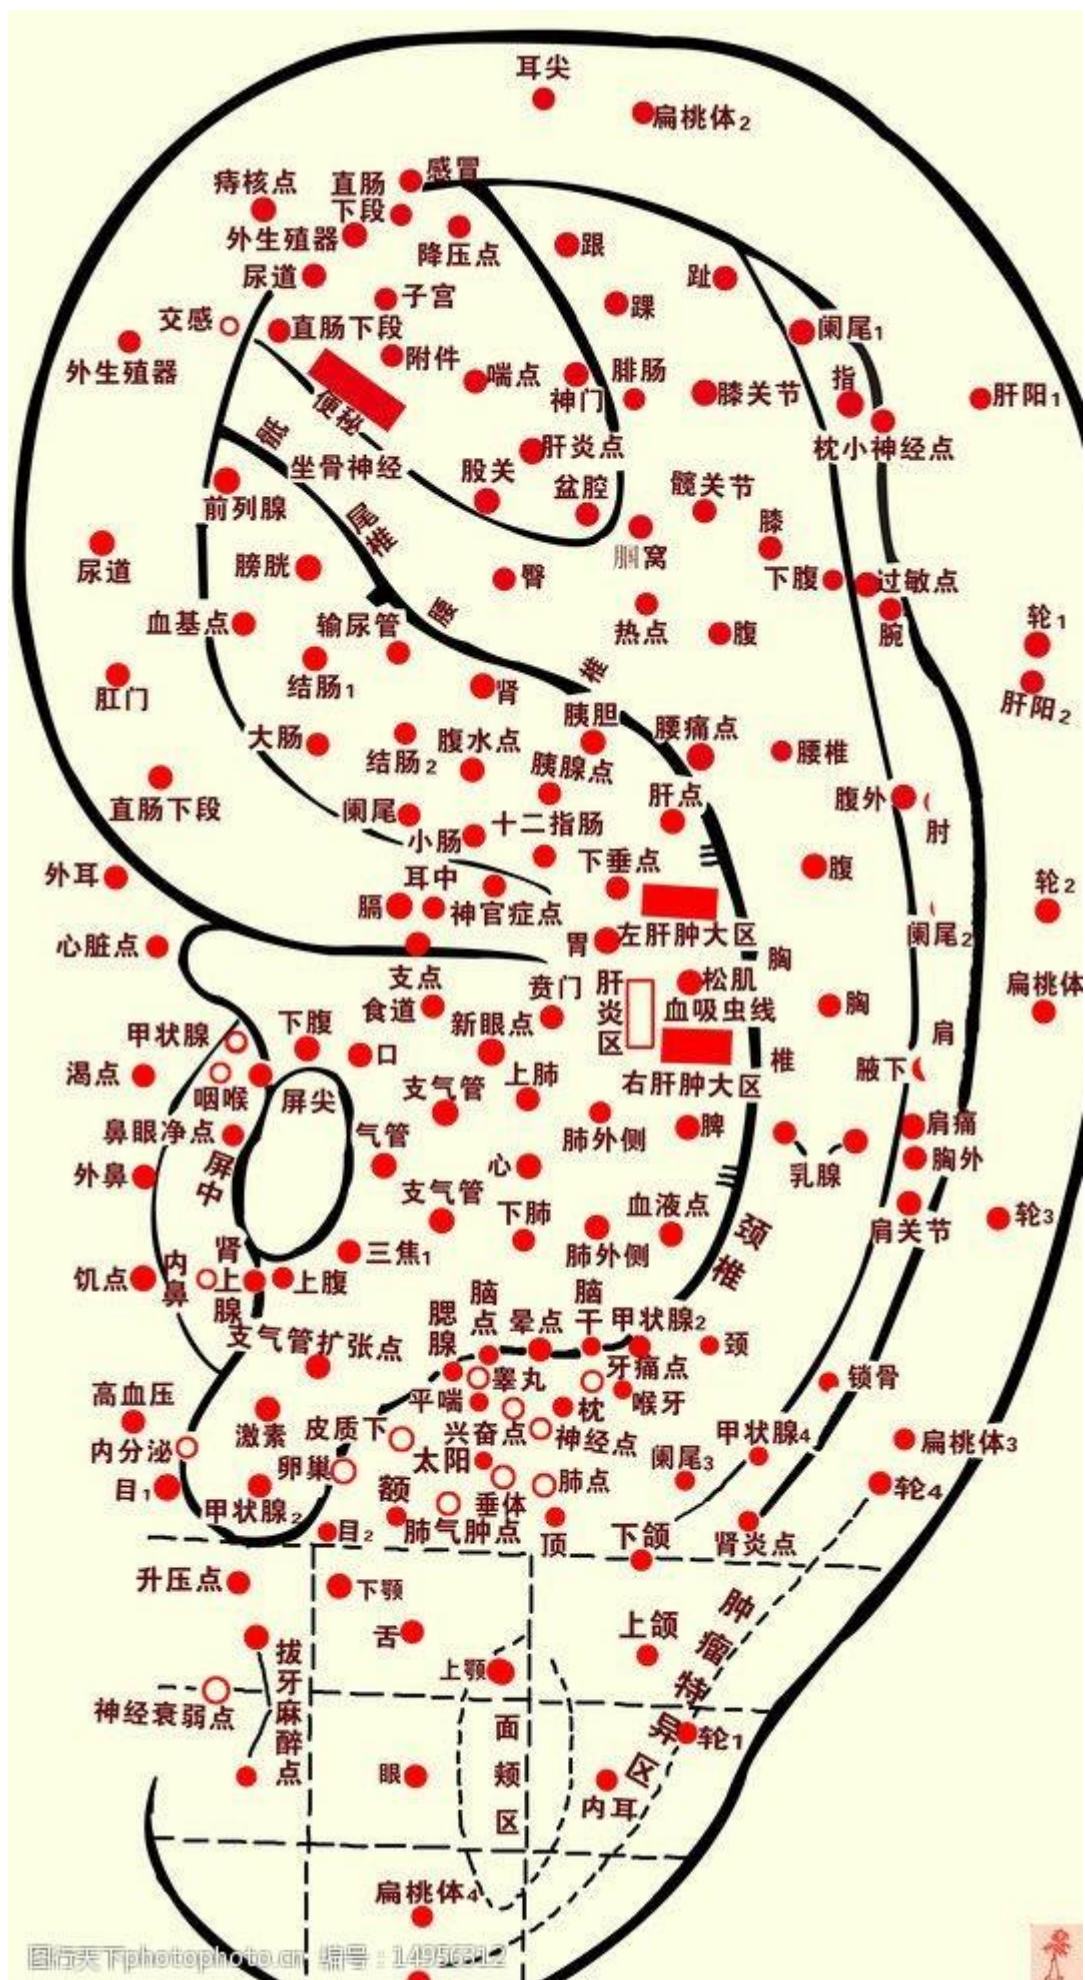 耳尖
扁桃体2
感冒
痔核点
直肠
下段
外生殖器
降压点
跟
尿道
趾
子宫
踝
交感
直肠下段
阑尾1
外生殖器
附件
喘点
神门
腓肠
膝关节
指
肝阳1
便秘
骶
坐骨神经
肝炎点
枕小神经点
股关
盆腔
髋关节
前列腺
尾椎
窝
膝
尿道
膀胱
臀
下腹
过敏点
血基点
输尿管
腰
热点
腹
腕
轮1
肛门
结肠1
肾
椎
肝阳2
胰胆
腰痛点
大肠
结肠2
腹水点
胰腺点
腰椎
直肠下段
阑尾
肝点
腹外
小肠
十二指肠
肘
外耳
耳中
下垂点
腹
轮2
膈
神官症点
心脏点
胃
左肝肿大区
阑尾2
支点
胸
贲门
肝炎区
松肌
扁桃体
食道
新眼点
血吸虫线
胸
甲状腺
下腹
口
肩
渴点
咽喉
屏尖
支气管
上肺
右肝肿大区
椎
腋下
鼻眼净点
气管
肺外侧
脾
肩痛
外鼻
屏中
心
乳腺
胸外
支气管
下肺
血液点
肩关节
轮3
肺外侧
颈椎
三焦1
饥点
内鼻
肾上腺
上腹
支气管扩张点
腮腺
脑点
晕点
脑干
甲状腺2
颈
睾丸
牙痛点
锁骨
高血压
平喘
枕
喉牙
激素
皮质下
兴奋点
神经点
甲状腺4
扁桃体3
内分泌
卵巢
太阳
肺点
阑尾3
目1
额
垂体
轮4
甲状腺2
目2
肺气肿点
顶
下颌
肾炎点
升压点
下颚
肿瘤特异区
舌
上颌
拔牙麻醉点
上颚
神经衰弱点
面颊区
轮1
眼
内耳
扁桃体4
图行天下photophoto.cn 编号：14956312